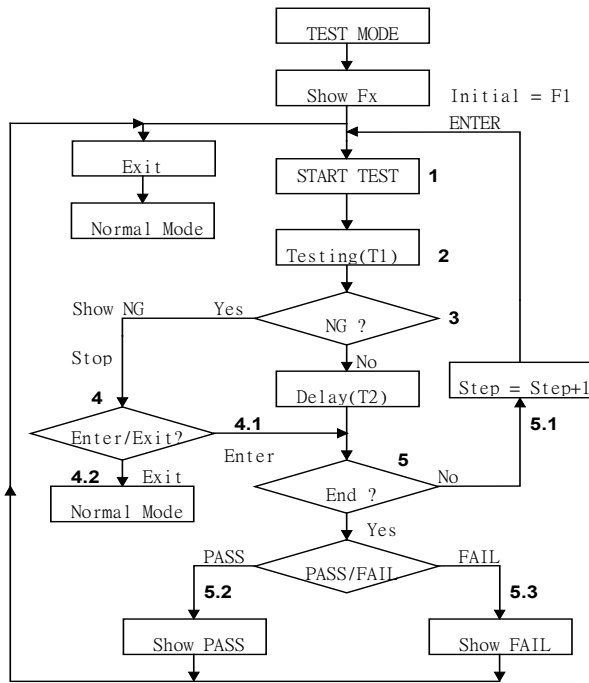 TEST MODE
Show Fx
Initial = F1
ENTER
Exit
START TEST
1
Normal Mode
Testing(T1)
2
Show NG
Yes
NG ?
3
Stop
No
Delay(T2)
Step = Step+1
4
Enter/Exit?
4.1
Enter
5
5.1
4.2
Exit
Normal Mode
End ?
No
Yes
PASS
PASS/FAIL
FAIL
5.2
5.3
Show PASS
Show FAIL